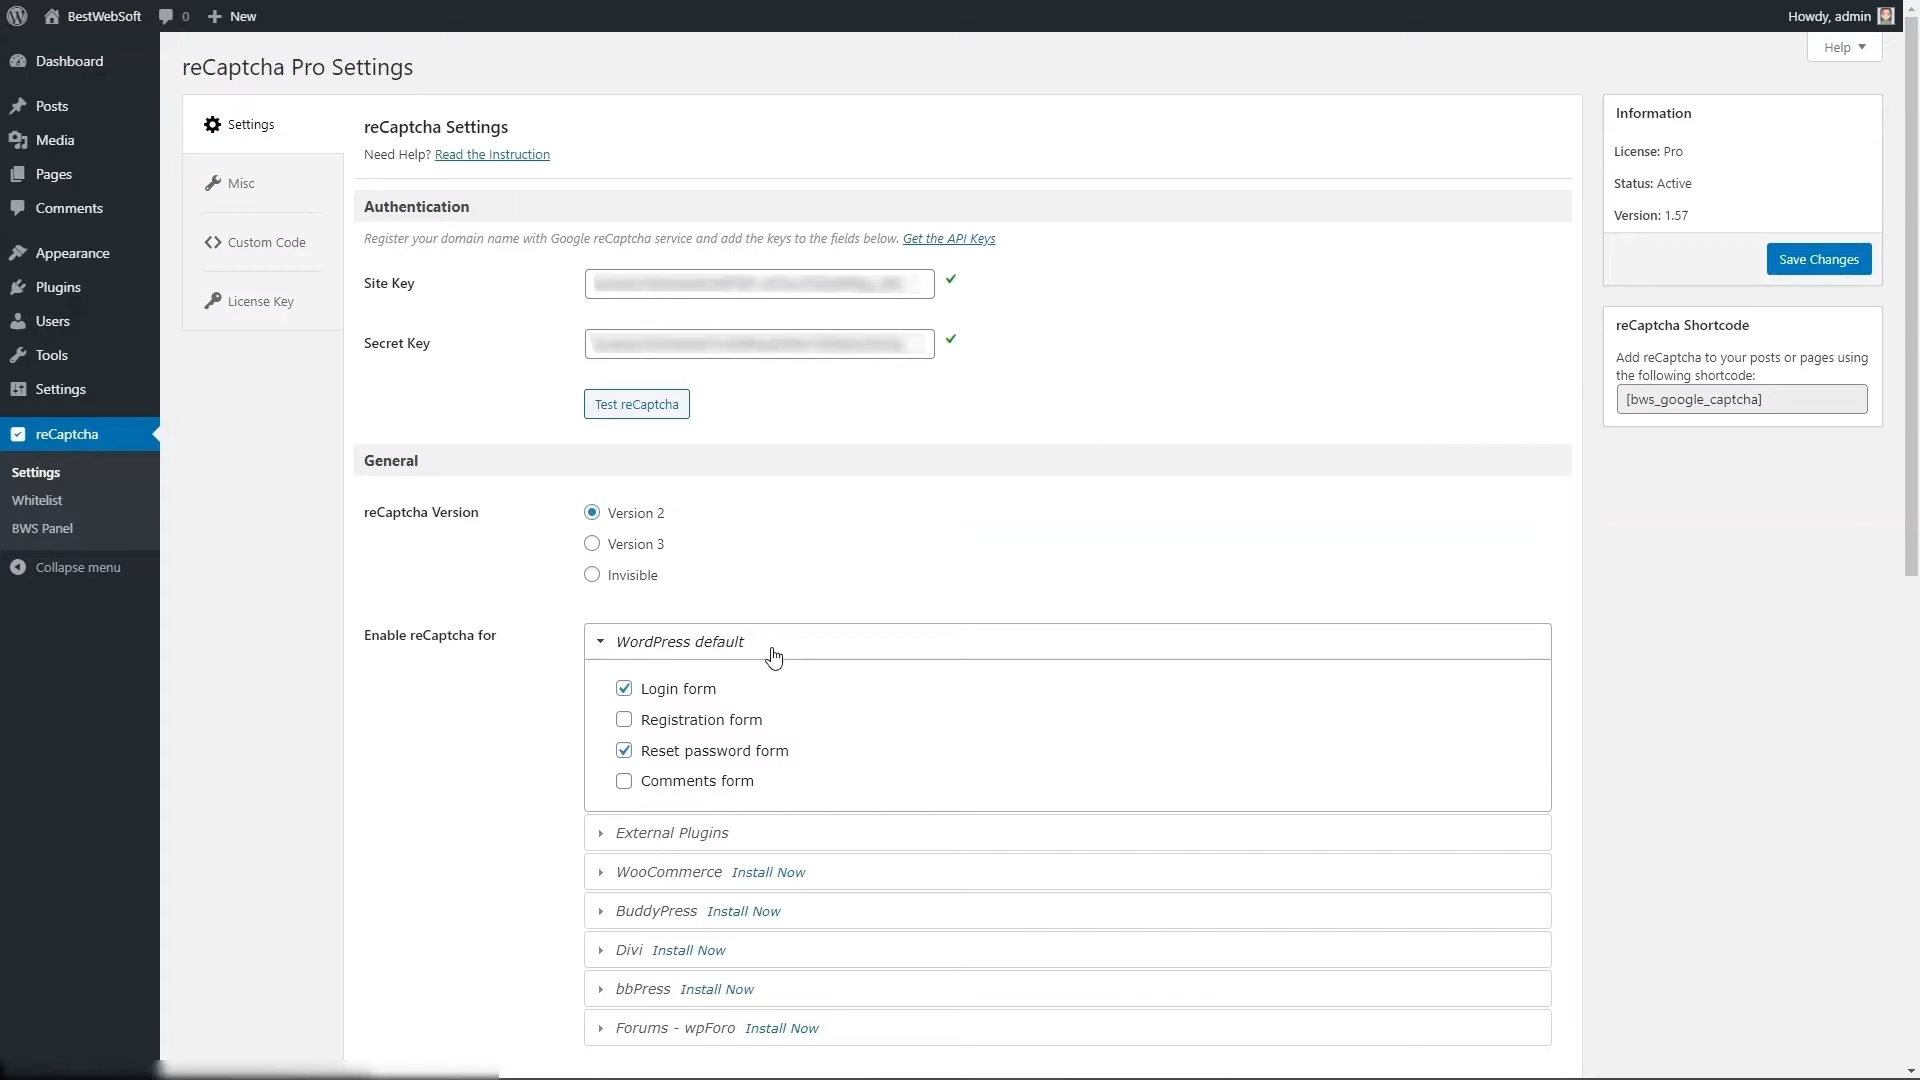 BestWebSoft 0 New Howdy, admin
Help
Dashboard
Posts
Media
Pages
Comments
Appearance
Plugins
Users
Tools
Settings
reCaptcha
Settings
Whitelist
BWS Panel
Collapse menu
reCaptcha Pro Settings
Settings
Misc
Custom Code
License Key
reCaptcha Settings
Need Help? Read the Instruction
Authentication
Register your domain name with Google reCaptcha service and add the keys to the fields below. Get the API Keys
Site Key
Secret Key
Test reCaptcha
General
reCaptcha Version
Version 2
Version 3
Invisible
Enable reCaptcha for
WordPress default
Login form
Registration form
Reset password form
Comments form
External Plugins
WooCommerce Install Now
BuddyPress Install Now
Divi Install Now
bbPress Install Now
Forums - wpForo Install Now
Information
License: Pro
Status: Active
Version: 1.57
Save Changes
reCaptcha Shortcode
Add reCaptcha to your posts or pages using
the following shortcode:
[bws_google_captcha]